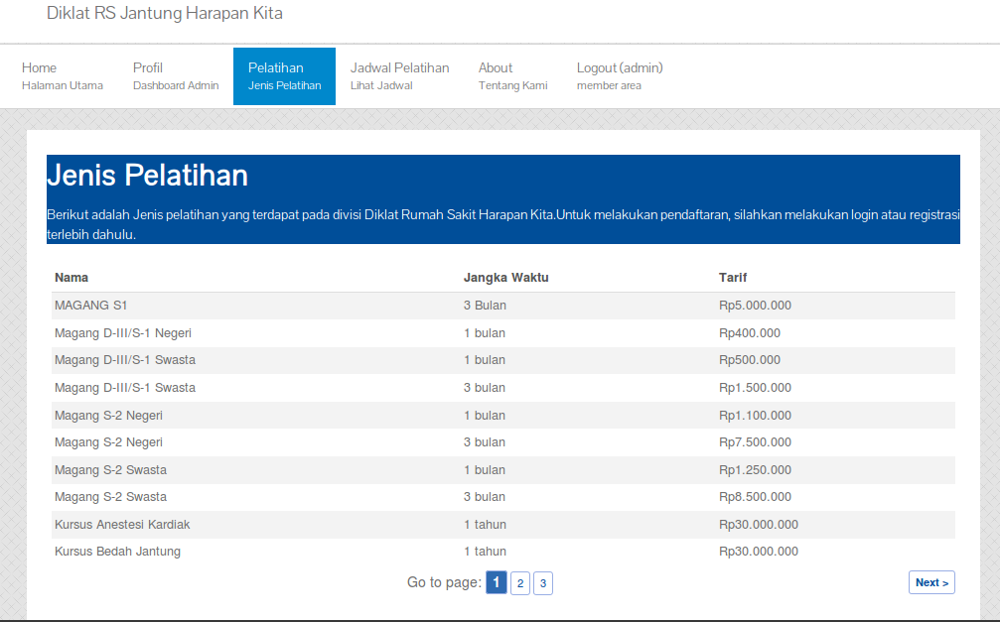 Diklat RS Jantung Harapan Kita
Home Profil Pelatihan Jadwal Pelatihan About Logout (admin)
Halaman Utama Dashboard Admin Jenis Pelatihan Lihat Jadwal Tentang Kami member area
Jenis Pelatihan
Berikut adalah Jenis pelatihan yang terdapat pada divisi Diklat Rumah Sakit Harapan Kita.Untuk melakukan pendaftaran, silahkan melakukan login atau registrasi
terlebih dahulu.
Nama Jangka Waktu Tarif
MAGANG S1 3 Bulan Rp5.000.000
Magang D-III/S-1 Negeri 1 bulan Rp400.000
Magang D-III/S-1 Swasta 1 bulan Rp500.000
Magang D-III/S-1 Swasta 3 bulan Rp1.500.000
Magang S-2 Negeri 1 bulan Rp1.100.000
Magang S-2 Negeri 3 bulan Rp7.500.000
Magang S-2 Swasta 1 bulan Rp1.250.000
Magang S-2 Swasta 3 bulan Rp8.500.000
Kursus Anestesi Kardiak 1 tahun Rp30.000.000
Kursus Bedah Jantung 1 tahun Rp30.000.000
Go to page: 1 2 3 Next >